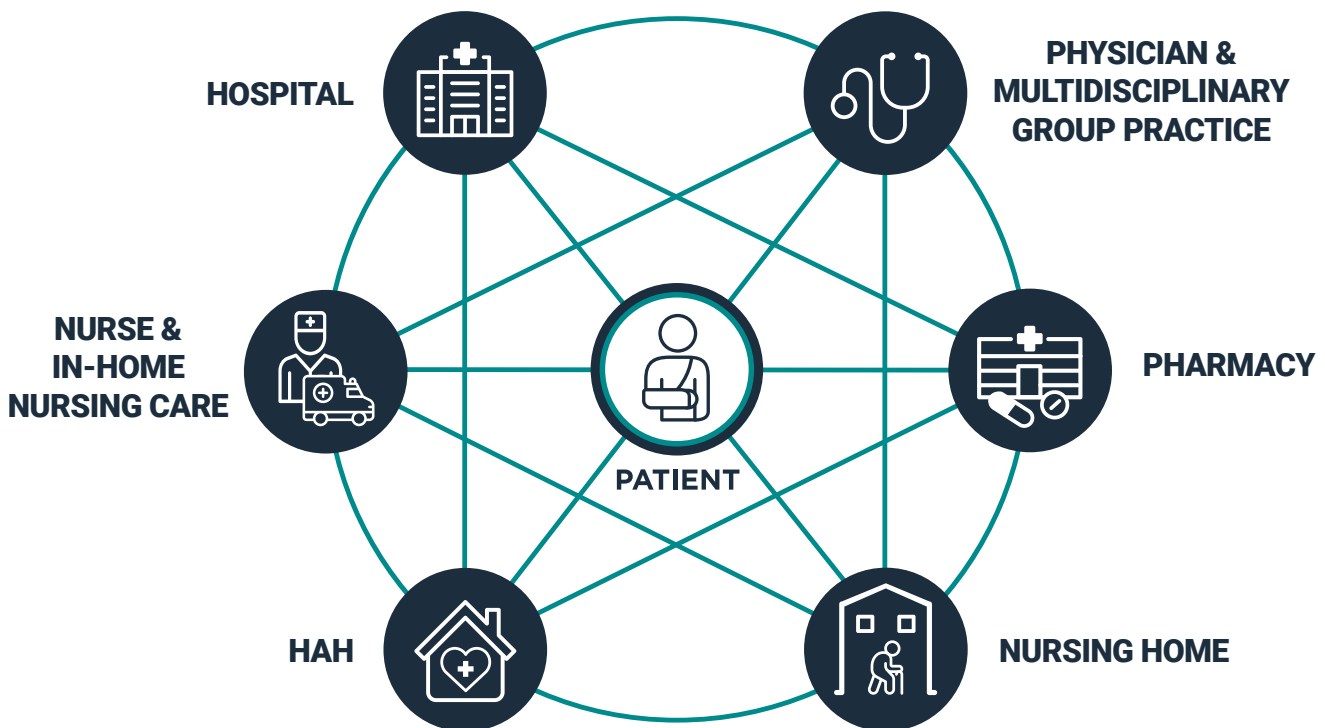 HOSPITAL
PHYSICIAN &
MULTIDISCIPLINARY
GROUP PRACTICE
NURSE &
IN-HOME
NURSING CARE
PHARMACY
PATIENT
HAH
NURSING HOME